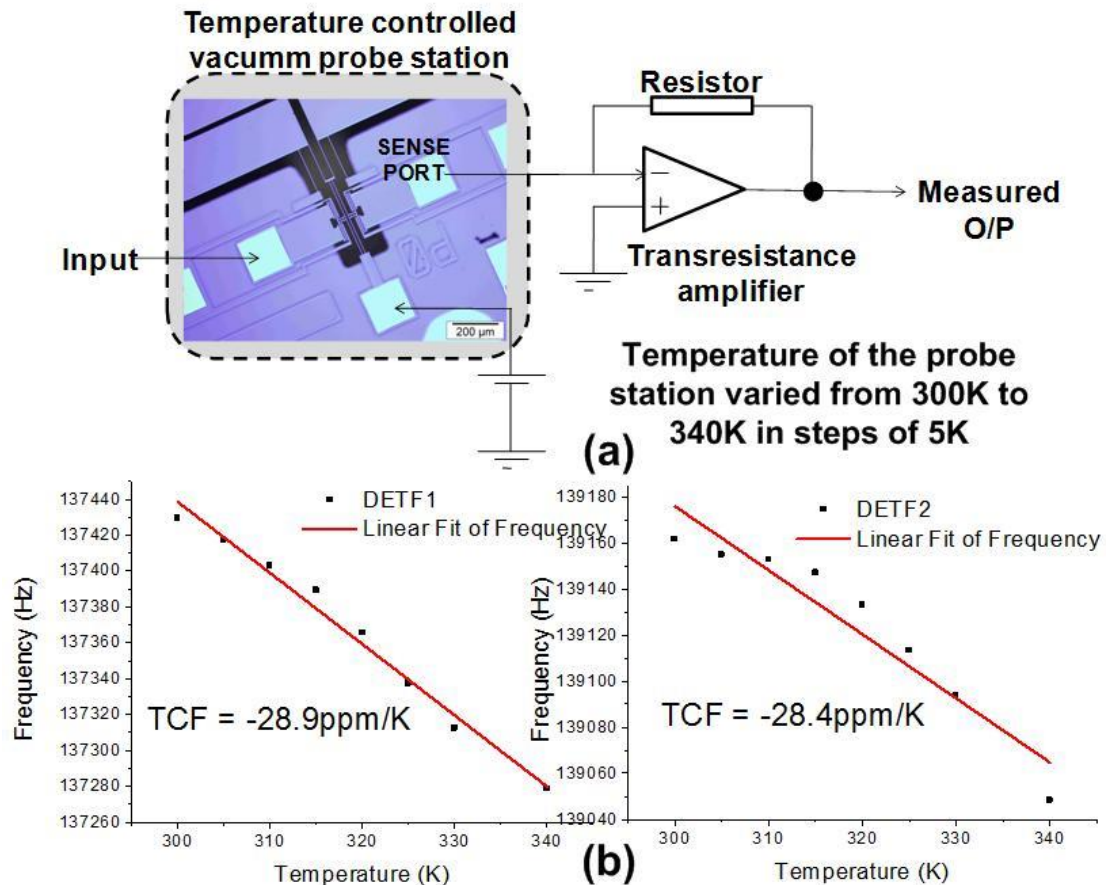 Temperature controlled
vacumm probe station
Resistor
SENSE
PORT
−
+
Input
Measured
O/P
Transresistance
amplifier
200 µm
Temperature of the probe
station varied from 300K to
340K in steps of 5K
(a)
137440
137420
137400
137380
137360
137340
137320
137300
137280
137260
Frequency (Hz)
DETF1
Linear Fit of Frequency
TCF = -28.9ppm/K
300
310
320
330
340
Temperature (K)
139180
139160
139140
139120
139100
139080
139060
139040
Frequency (Hz)
DETF2
Linear Fit of Frequency
TCF = -28.4ppm/K
300
310
320
330
340
Temperature (K)
(b)